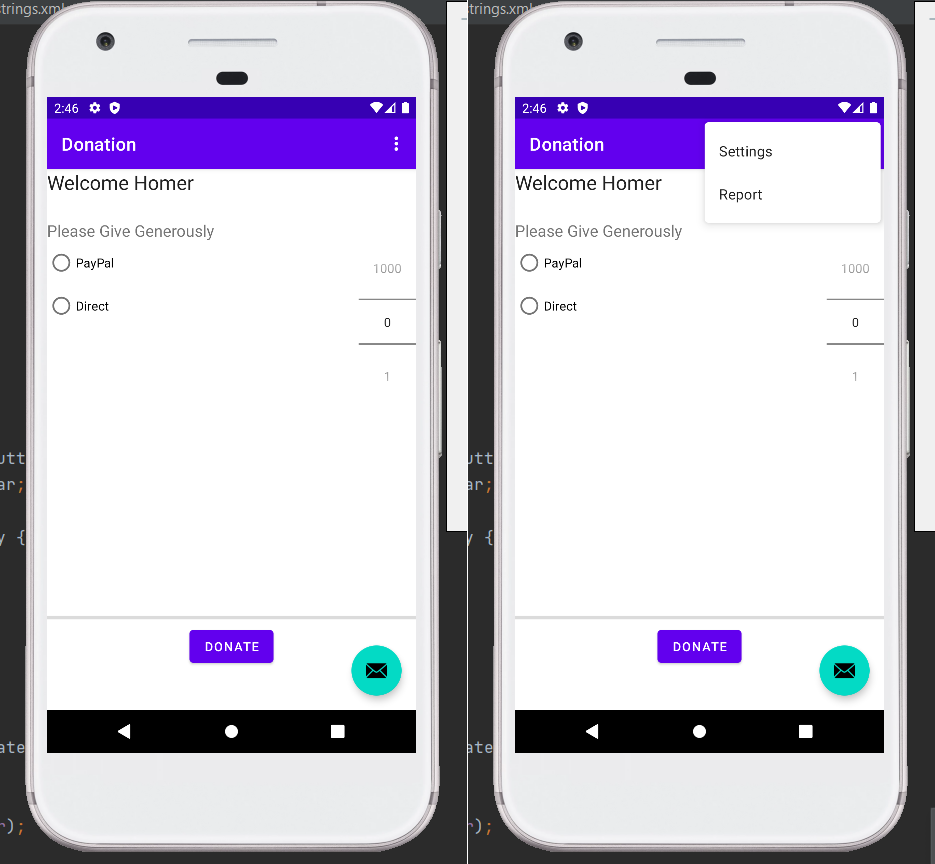 strings.xml
2:46
Donation
Welcome Homer
Please Give Generously
PayPal
1000
Direct
0
1
DONATE
utt
ar;
y {
ate
r);
strings.xml
2:46
Donation
Settings
Report
Welcome Homer
Please Give Generously
PayPal
1000
Direct
0
1
DONATE
utt
ar;
y {
ate
r);